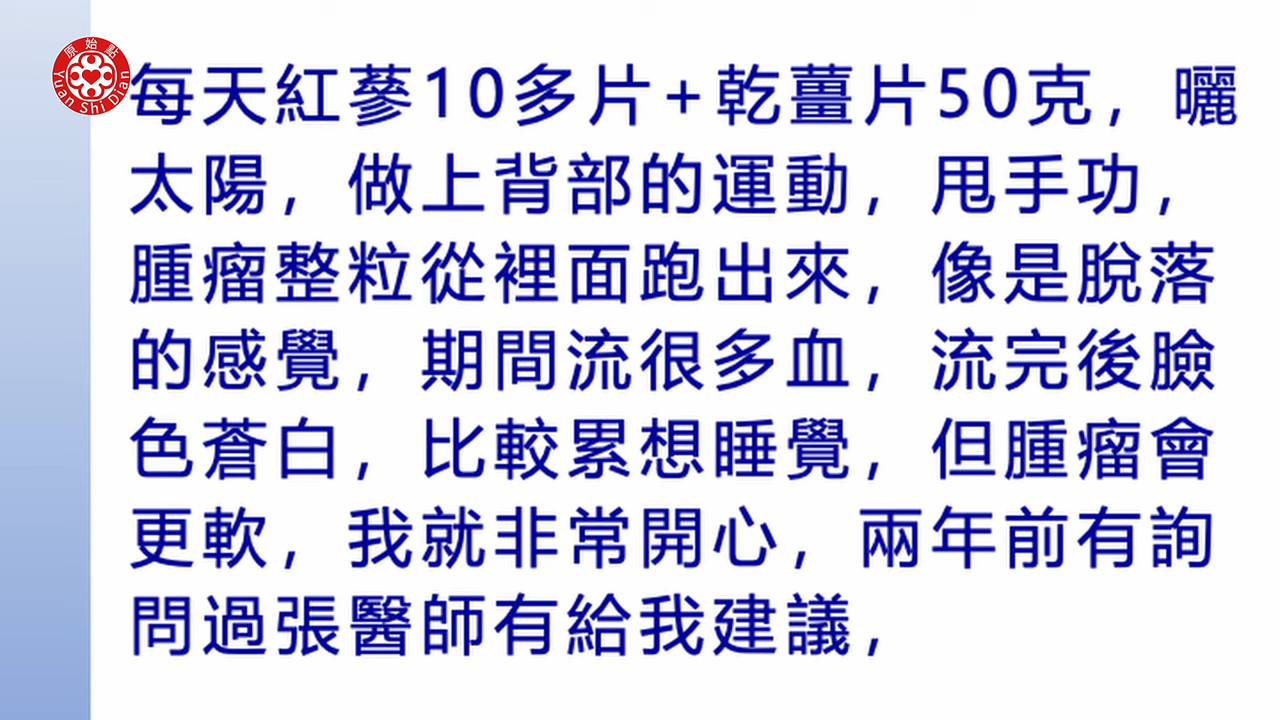 原始點
Yuan Shi Dian
每天紅蔘10多片+乾薑片50克，曬
太陽，做上背部的運動，甩手功，
腫瘤整粒從裡面跑出來，像是脫落
的感覺，期間流很多血，流完後臉
色蒼白，比較累想睡覺，但腫瘤會
更軟，我就非常開心，兩年前有詢
問過張醫師有給我建議，